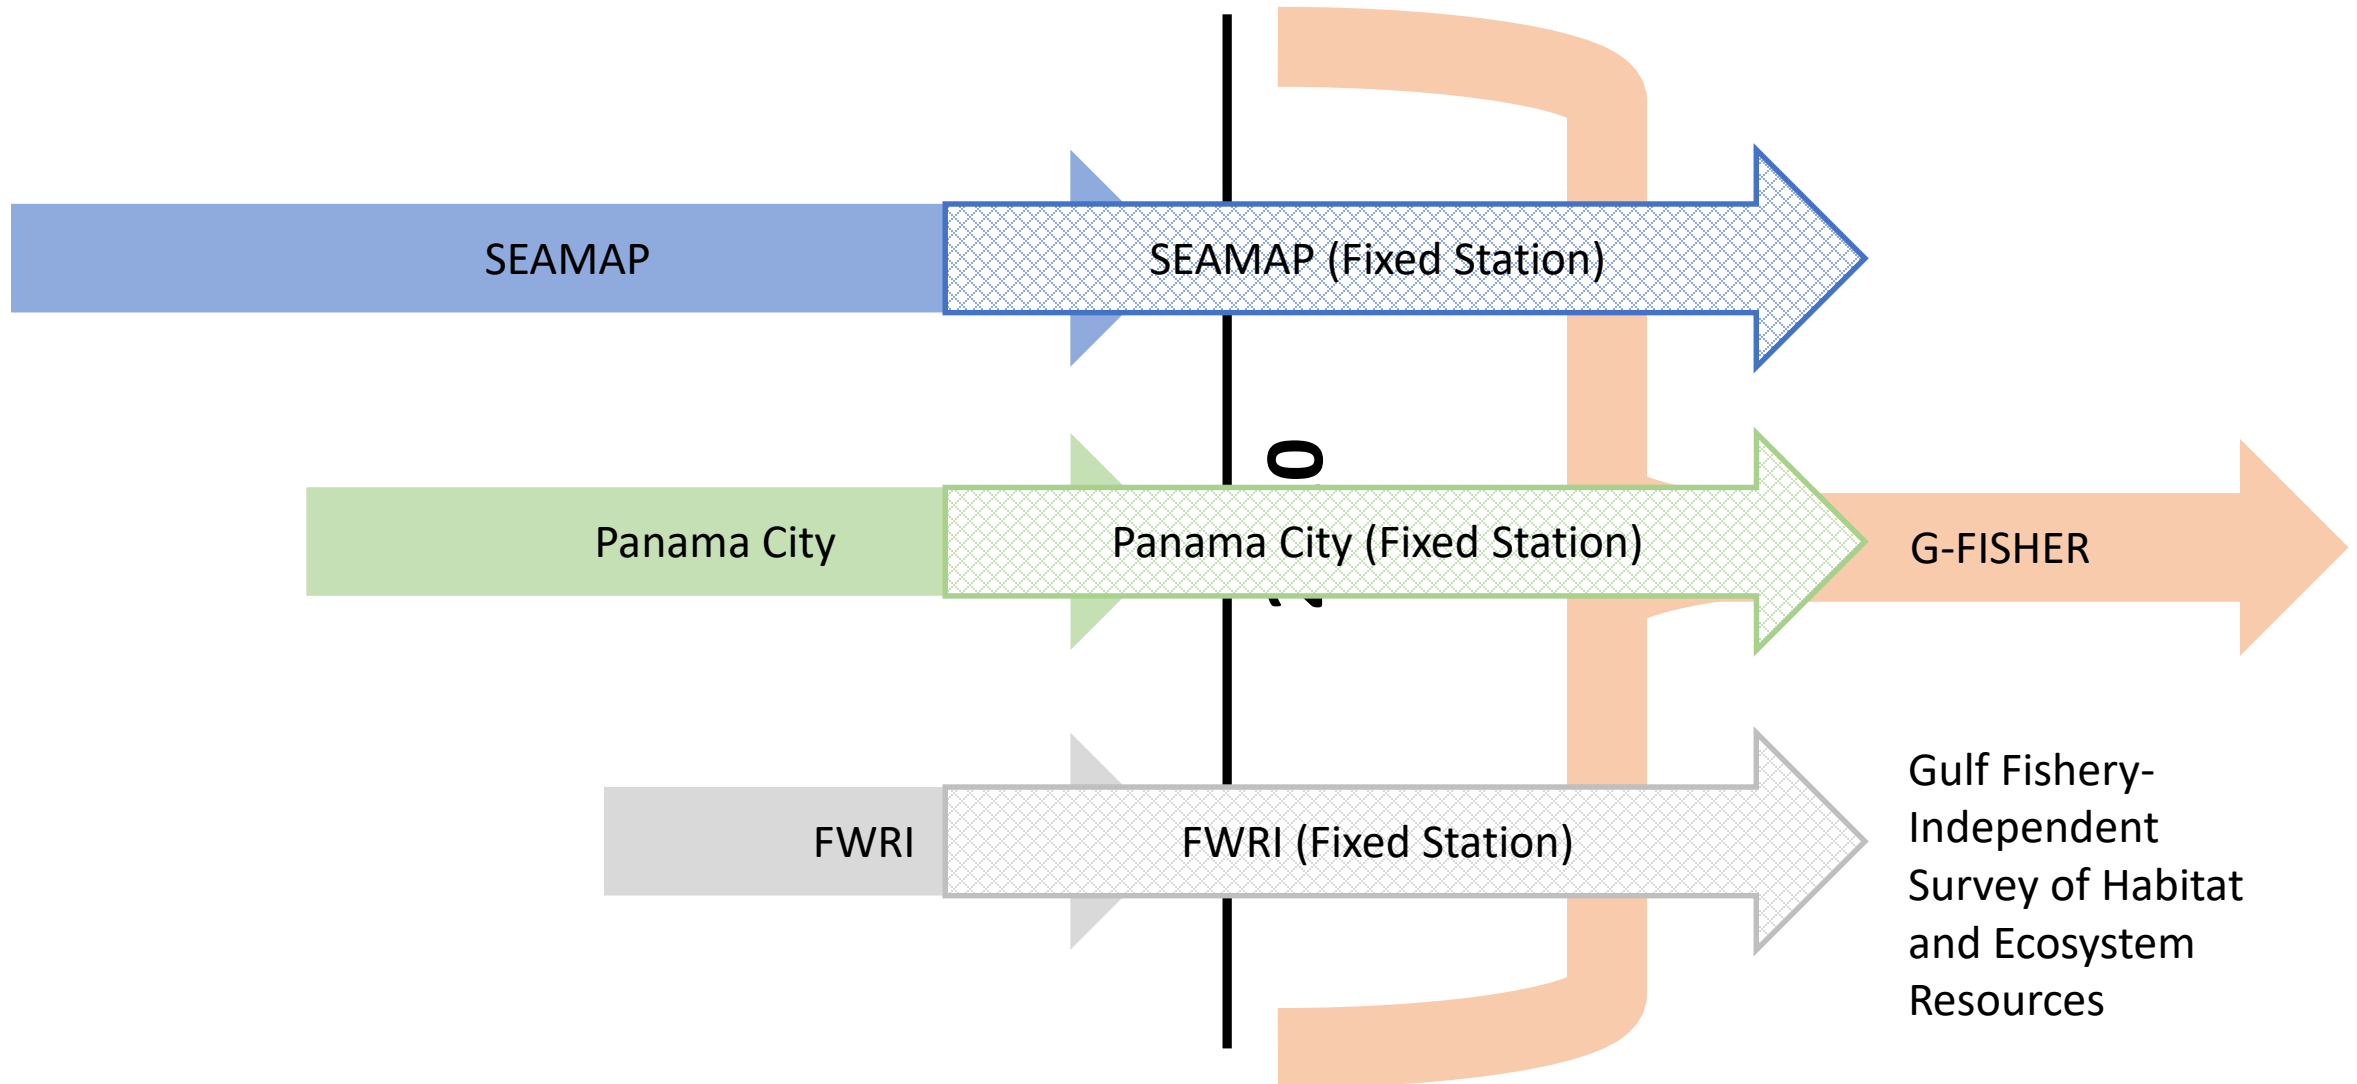 SEAMAP
SEAMAP (Fixed Station)
Panama City
Panama City (Fixed Station)
G-FISHER
FWRI
FWRI (Fixed Station)
Gulf Fishery-
Independent
Survey of Habitat
and Ecosystem
Resources